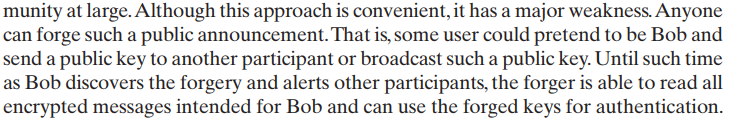 munity at large. Although this approach is convenient, it has a major weakness. Anyone
can forge such a public announcement. That is, some user could pretend to be Bob and
send a public key to another participant or broadcast such a public key. Until such time
as Bob discovers the forgery and alerts other participants, the forger is able to read all
encrypted messages intended for Bob and can use the forged keys for authentication.